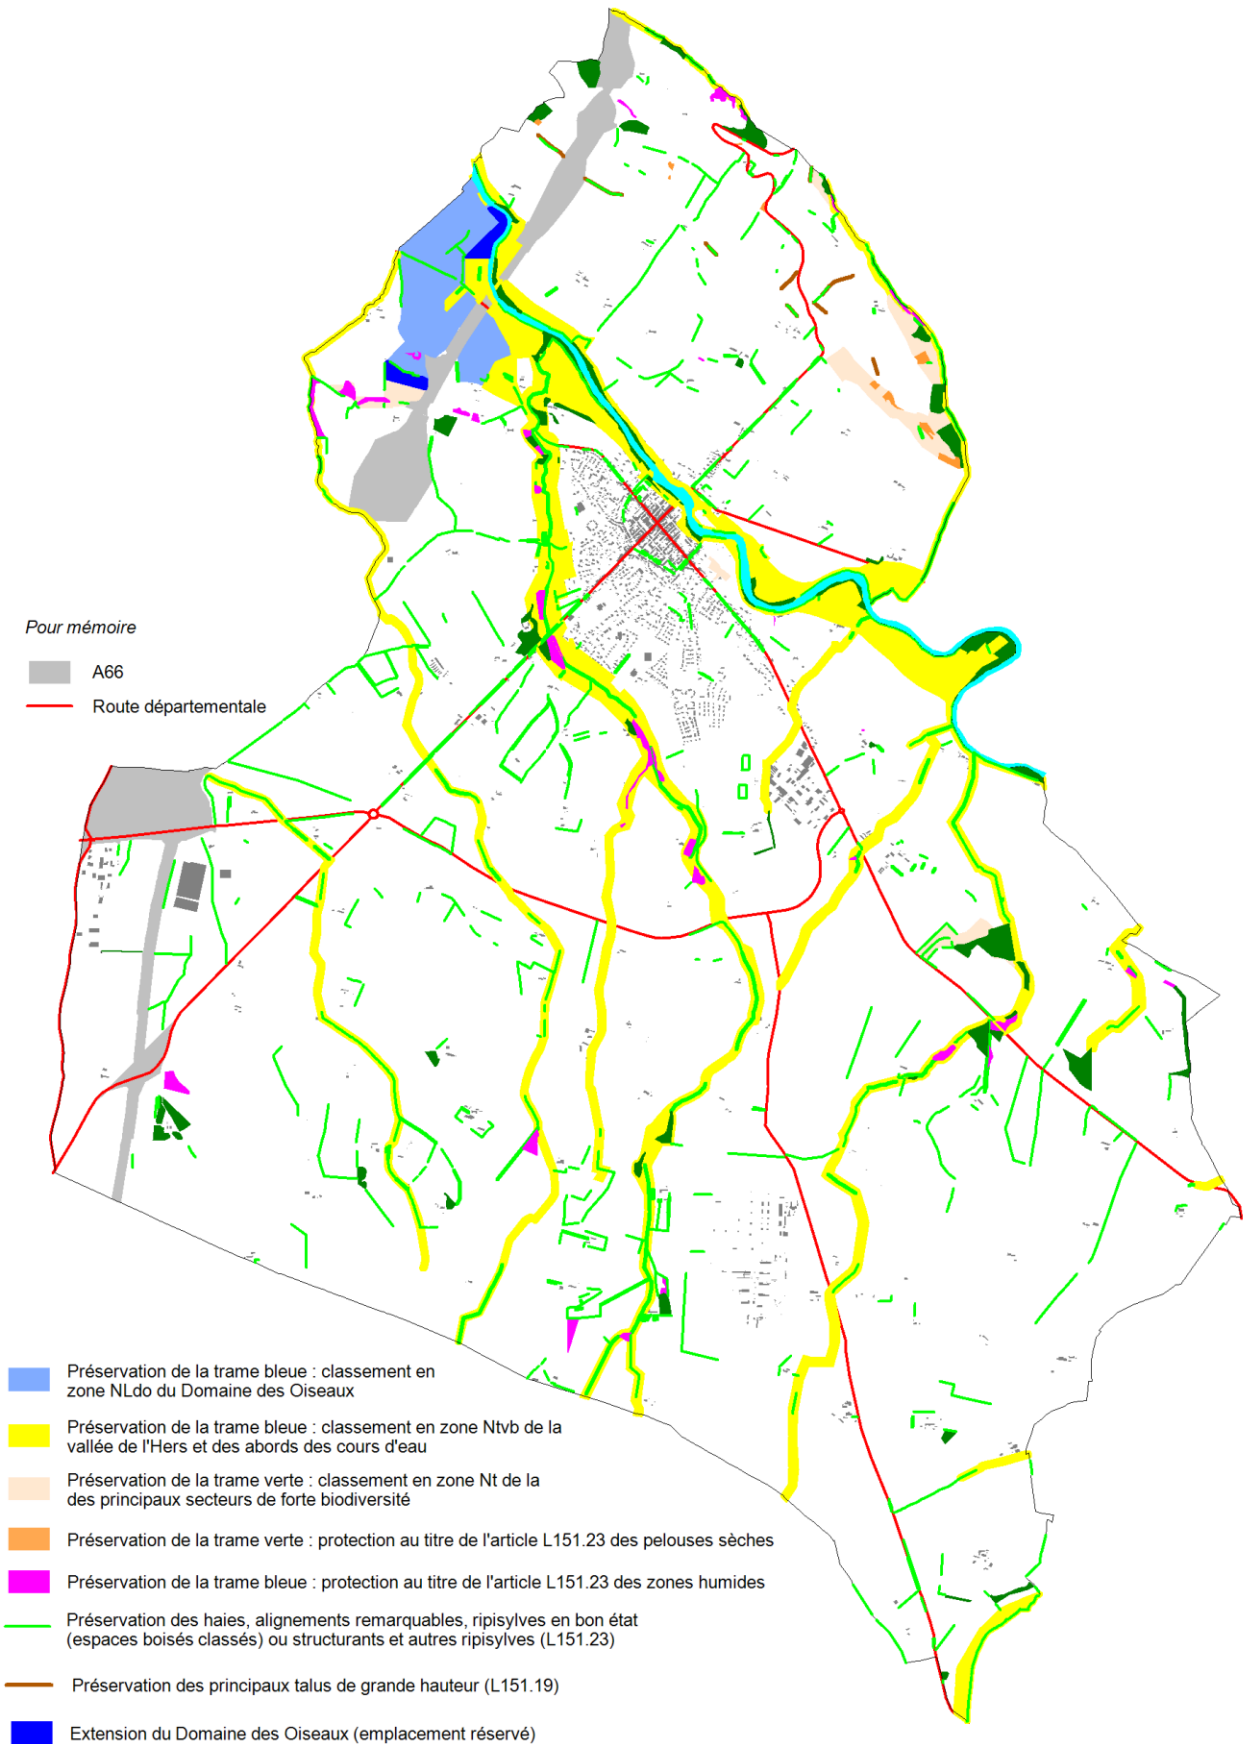 Pour mémoire
A66
Route départementale
Préservation de la trame bleue : classement en
zone NLdo du Domaine des Oiseaux
Préservation de la trame bleue : classement en zone Ntvb de la
vallée de l'Hers et des abords des cours d'eau
Préservation de la trame verte : classement en zone Nt de la
des principaux secteurs de forte biodiversité
Préservation de la trame verte : protection au titre de l'article L151.23 des pelouses sèches
Préservation de la trame bleue : protection au titre de l'article L151.23 des zones humides
Préservation des haies, alignements remarquables, ripisylves en bon état
(espaces boisés classés) ou structurants et autres ripisylves (L151.23)
Préservation des principaux talus de grande hauteur (L151.19)
Extension du Domaine des Oiseaux (emplacement réservé)